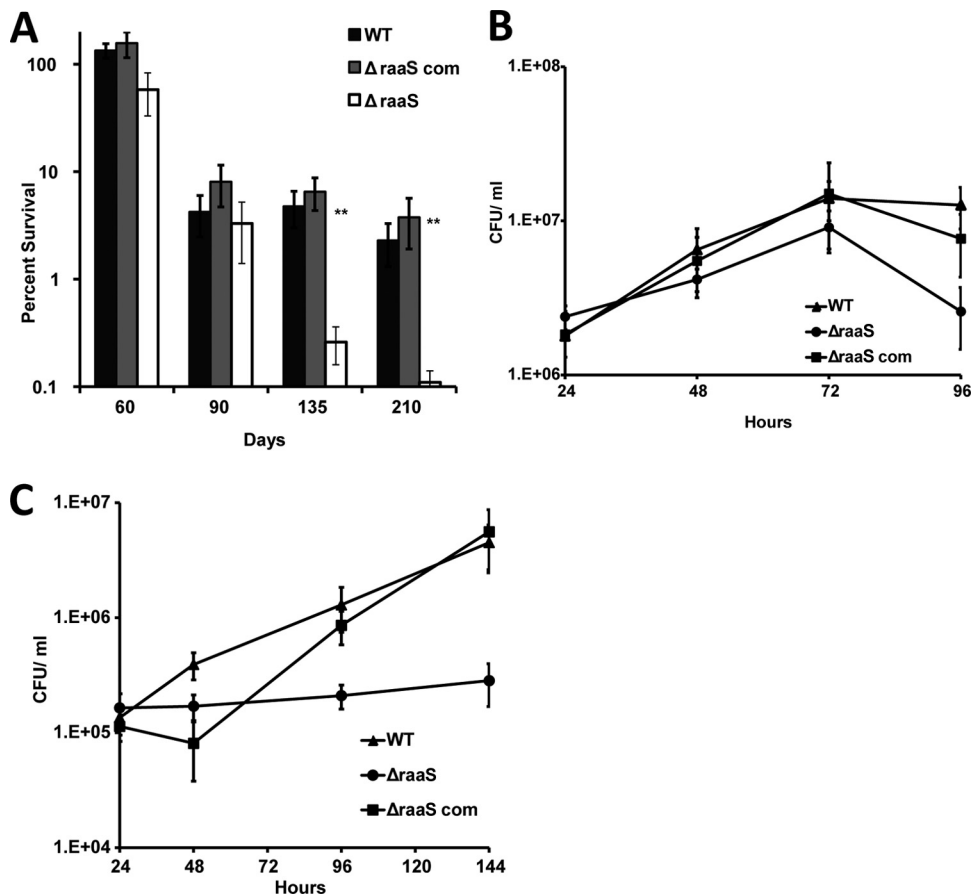 A
WT
Δ raaS com
Δ raaS
100
10
1
0.1
Percent Survival
**
**
60 90 135 210
Days
B
1.E+08
1.E+07
1.E+06
CFU/ ml
WT
ΔraaS
ΔraaS com
24 48 72 96
Hours
C
1.E+07
1.E+06
1.E+05
1.E+04
CFU/ ml
WT
ΔraaS
ΔraaS com
24 48 72 96 120 144
Hours